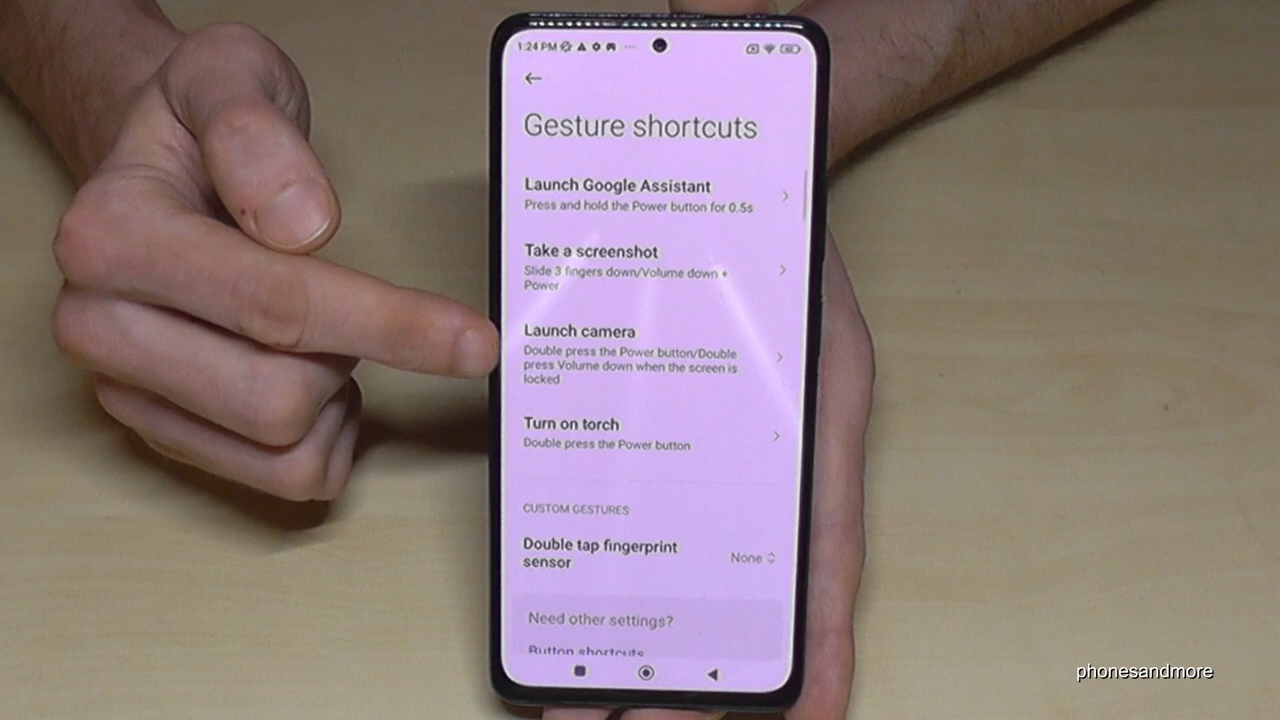 1:24 PM
Gesture shortcuts
Launch Google Assistant
Press and hold the Power button for 0.5s
Take a screenshot
Slide 3 fingers down/Volume down +
Power
Launch camera
Double press the Power button/Double
press Volume down when the screen is
locked
Turn on torch
Double press the Power button
CUSTOM GESTURES
Double tap fingerprint
sensor
None
Need other settings?
Button shortcuts
phonesandmore